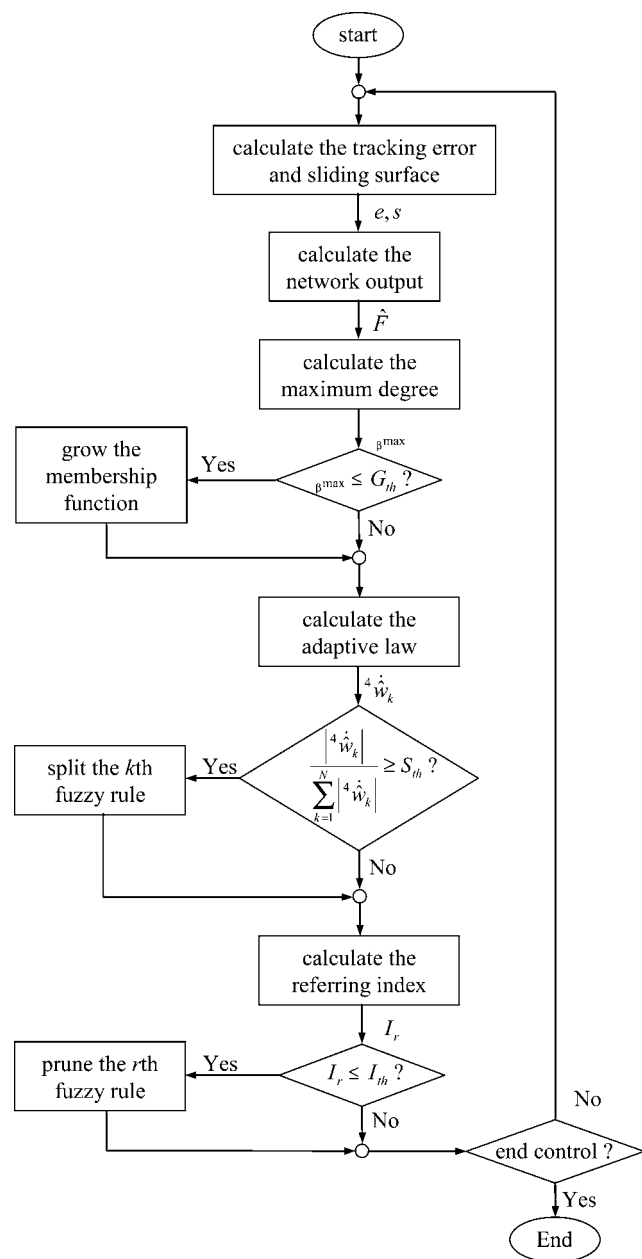 start
calculate the tracking error
and sliding surface
e, s
calculate the
network output
F̂
calculate the
maximum degree
β^max
grow the
membership
function
Yes
β^max ≤ G_th ?
No
calculate the
adaptive law
⁴ŵ̇_k
split the kth
fuzzy rule
Yes
|⁴ŵ̇_k| / ∑_{k=1}^{N} |⁴ŵ̇_k| ≥ S_th ?
No
calculate the
referring index
I_r
prune the rth
fuzzy rule
Yes
I_r ≤ I_th ?
No
No
end control ?
Yes
End